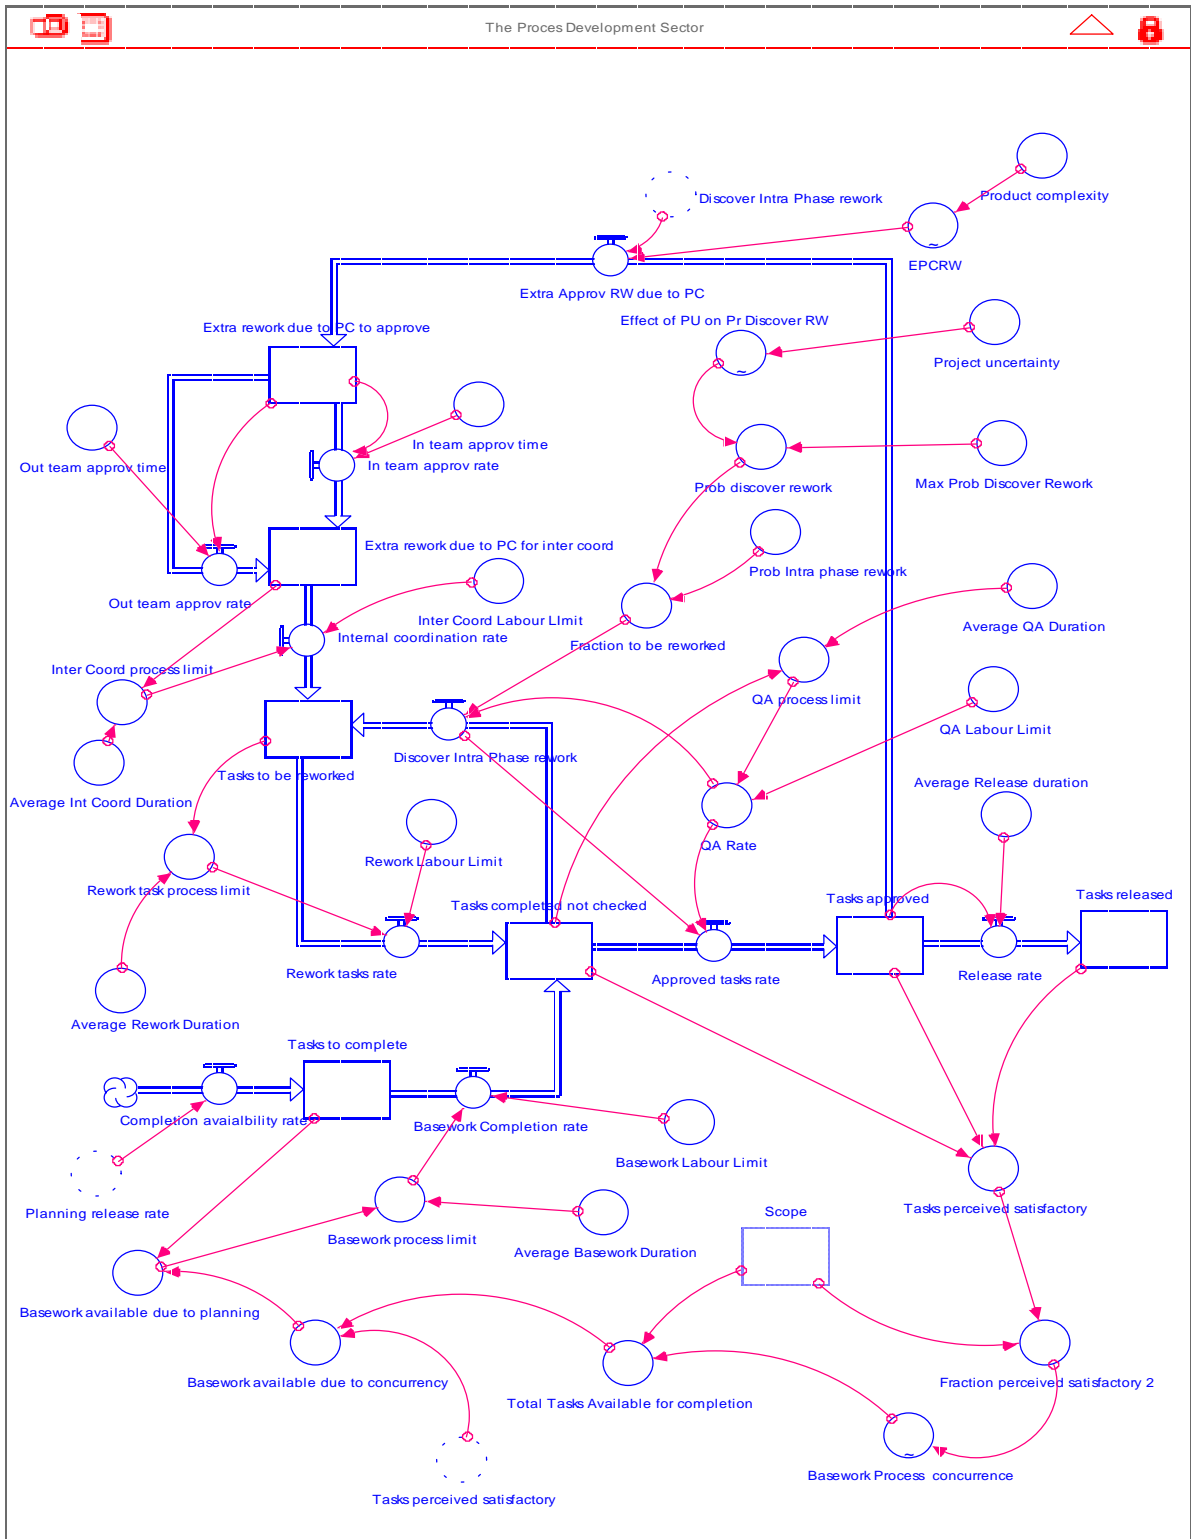 The Proces Development Sector
Product complexity
Discover Intra Phase rework
EPCRW
Extra Approv RW due to PC
Effect of PU on Pr Discover RW
Extra rework due to PC to approve
Project uncertainty
In team approv time
Out team approv time
In team approv rate
Max Prob Discover Rework
Prob discover rework
Extra rework due to PC for inter coord
Prob Intra phase rework
Out team approv rate
Inter Coord Labour LImit
Average QA Duration
Internal coordination rate
Fraction to be reworked
Inter Coord process limit
QA process limit
QA Labour Limit
Discover Intra Phase rework
Tasks to be reworked
Average Release duration
Average Int Coord Duration
QA Rate
Rework Labour Limit
Rework task process limit
Tasks completed not checked
Tasks approved
Tasks released
Rework tasks rate
Approved tasks rate
Release rate
Average Rework Duration
Tasks to complete
Completion avaialbility rate
Basework Completion rate
Basework Labour Limit
Planning release rate
Tasks perceived satisfactory
Scope
Basework process limit
Average Basework Duration
Basework available due to planning
Basework available due to concurrency
Fraction perceived satisfactory 2
Total Tasks Available for completion
Basework Process concurrence
Tasks perceived satisfactory